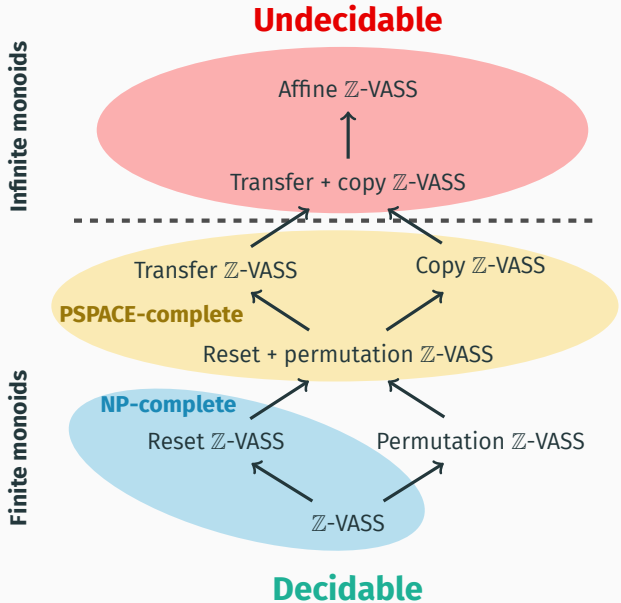 Undecidable
Infinite monoids
Affine ℤ-VASS
Transfer + copy ℤ-VASS
Transfer ℤ-VASS
Copy ℤ-VASS
PSPACE-complete
Reset + permutation ℤ-VASS
Finite monoids
NP-complete
Reset ℤ-VASS
Permutation ℤ-VASS
ℤ-VASS
Decidable